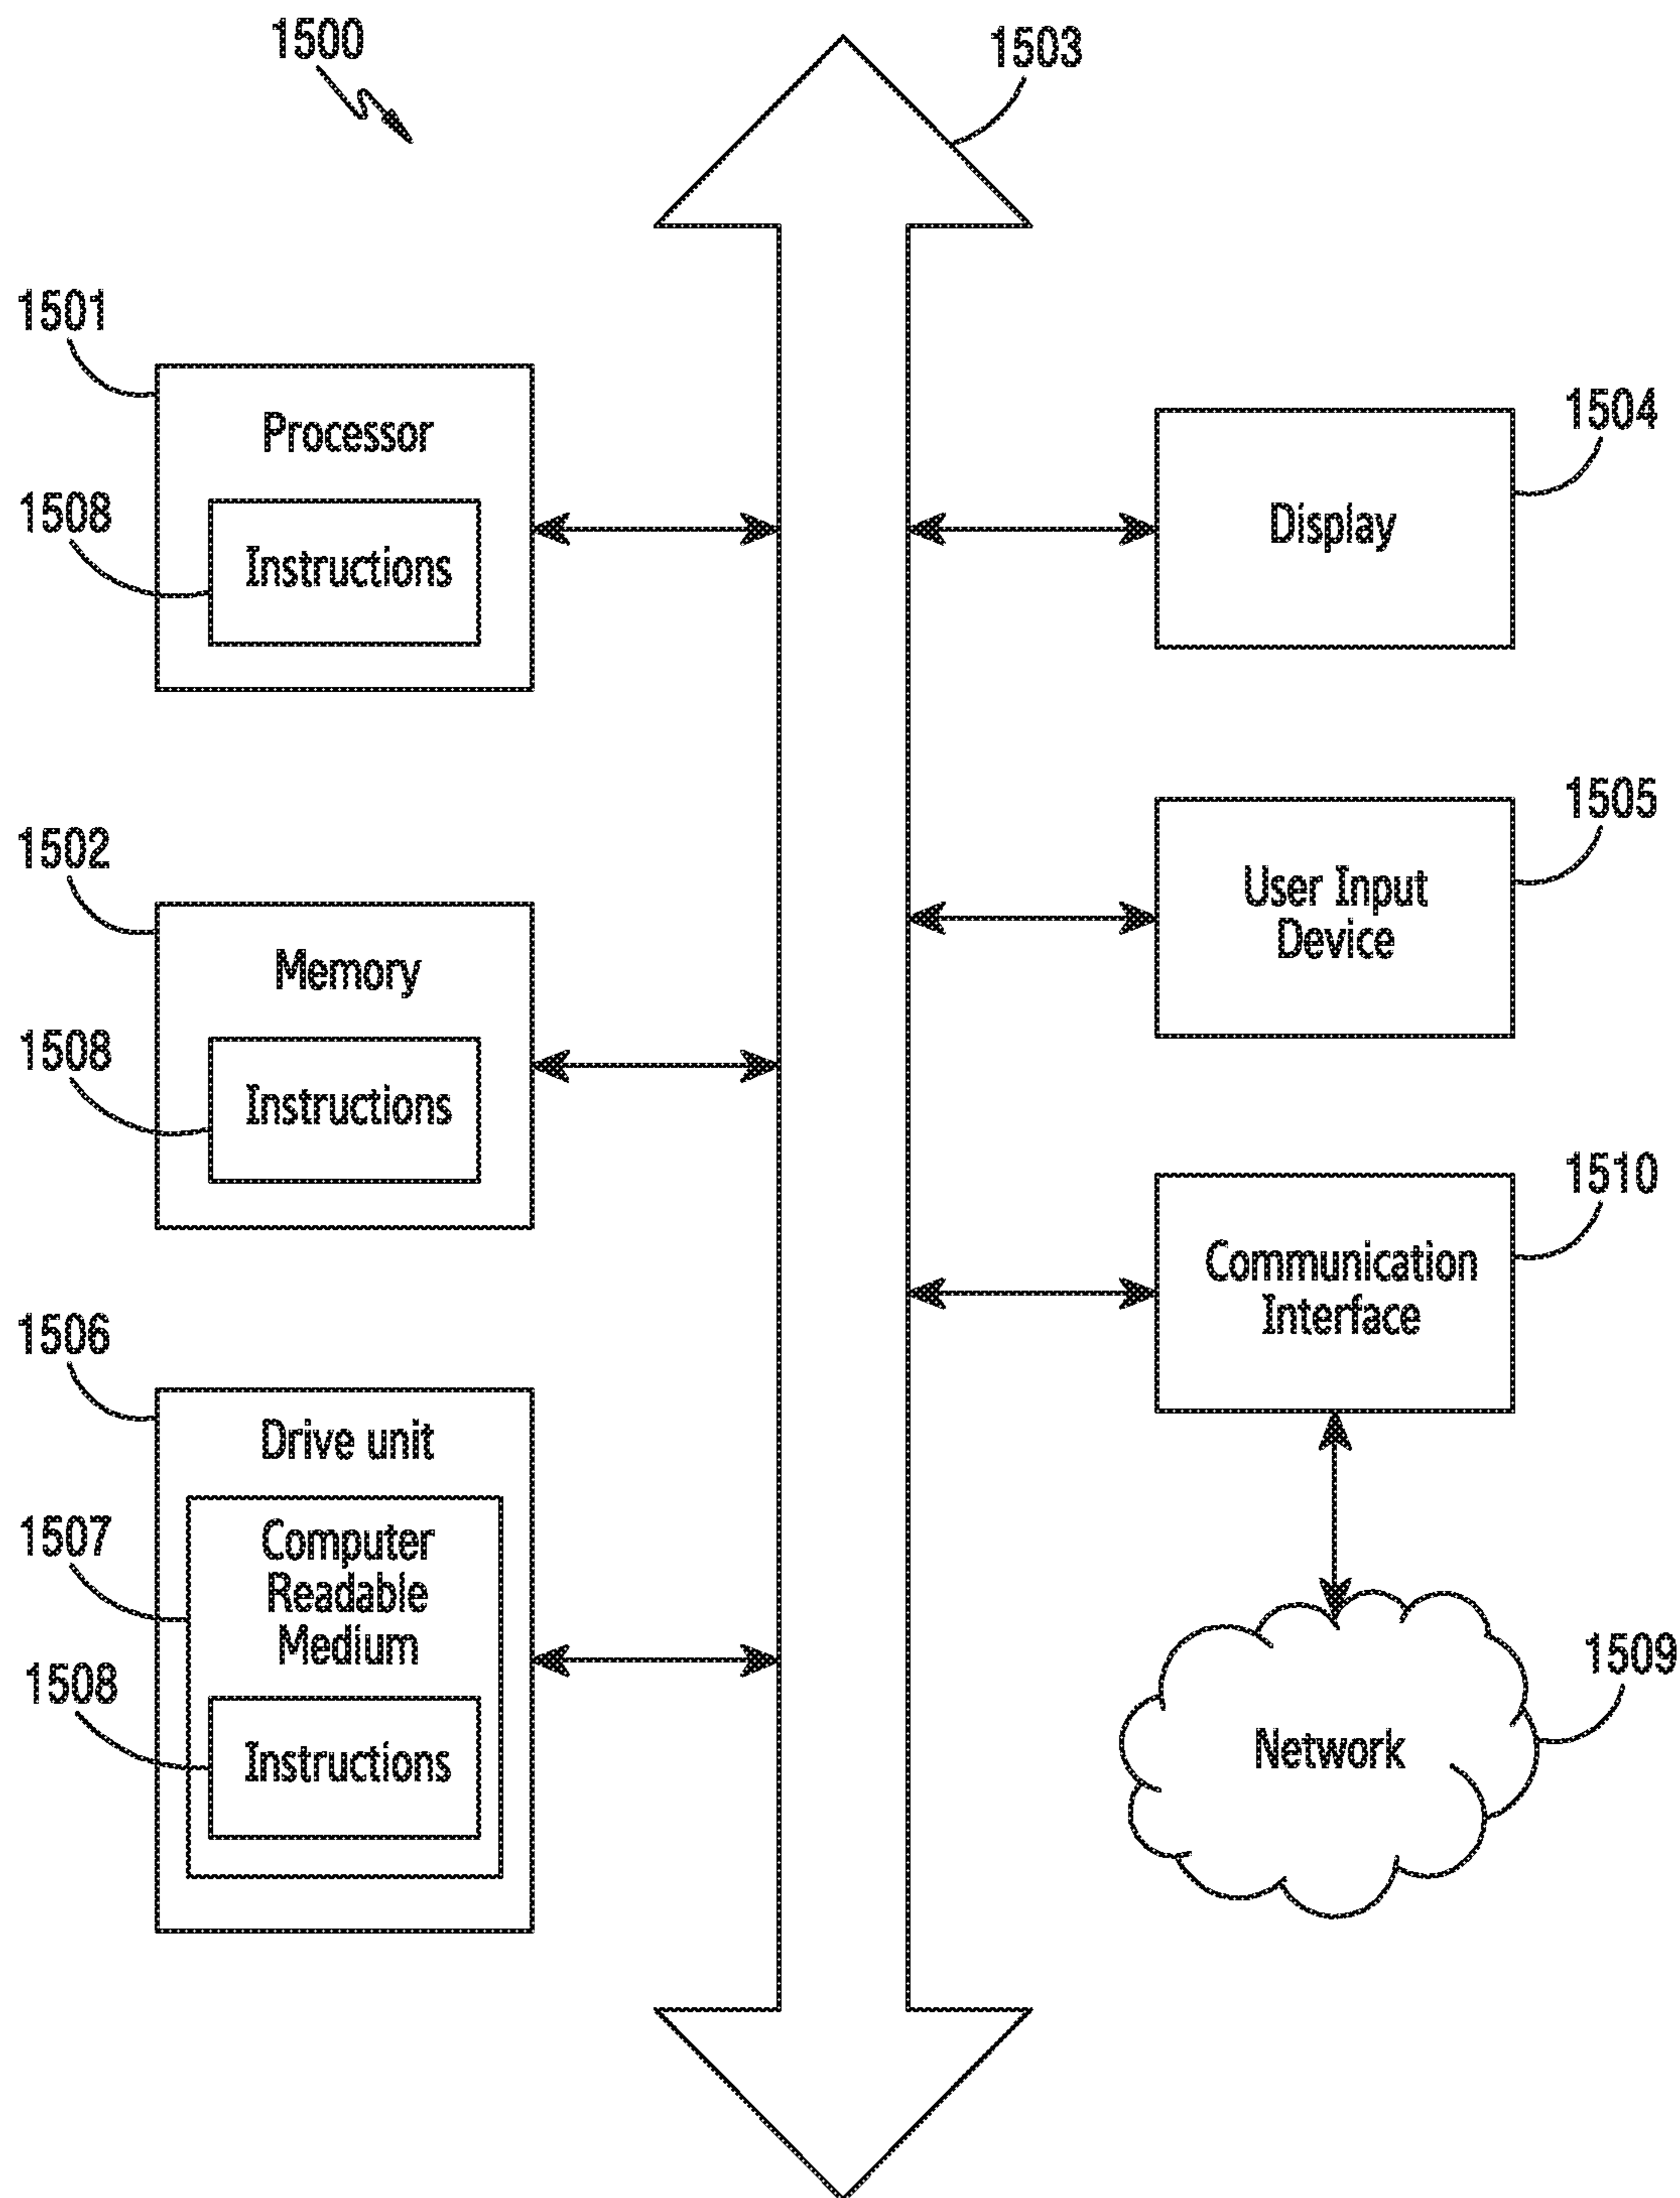 1500
1503
1501
Processor
1508
Instructions
1504
Display
1502
Memory
1508
Instructions
1505
User Input
Device
1510
Communication
Interface
1506
Drive unit
1507
Computer
Readable
Medium
1508
Instructions
1509
Network